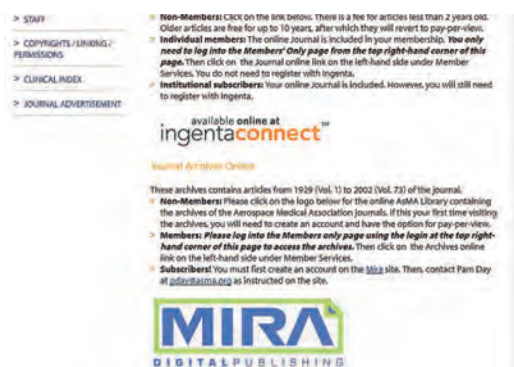 > STAFF
> COPYRIGHTS / LINKING /
PERMISSIONS
> CLINICAL INDEX
> JOURNAL ADVERTISEMENT
Non-Members: Click on the link below. There is a fee for articles less than 2 years old.
Older articles are free for up to 10 years, after which they will revert to pay-per-view.
Individual members: The online Journal is included in your membership. You only
need to log into the Members' Only page from the top right-hand corner of this
page. Then click on the Journal online link on the left-hand side under Member
Services. You do not need to register with Ingenta.
Institutional subscribers: Your online Journal is included. However, you will still need
to register with Ingenta.
available online at
ingentaconnect™
Journal Archives Online
These archives contains articles from 1929 (Vol. 1) to 2002 (Vol. 73) of the journal.
Non-Members: Please click on the logo below for the online AsMA Library containing
the archives of the Aerospace Medical Association journals. If this your first time visiting
the archives, you will need to create an account and have the option for pay-per-view.
Members: Please log into the Members only page using the login at the top right-
hand corner of this page to access the archives. Then click on the Archives online
link on the left-hand side under Member Services.
Subscribers: You must first create an account on the Mira site. Then, contact Pam Day
at pday@asma.org as instructed on the site.
MIRA
DIGITALPUBLISHING